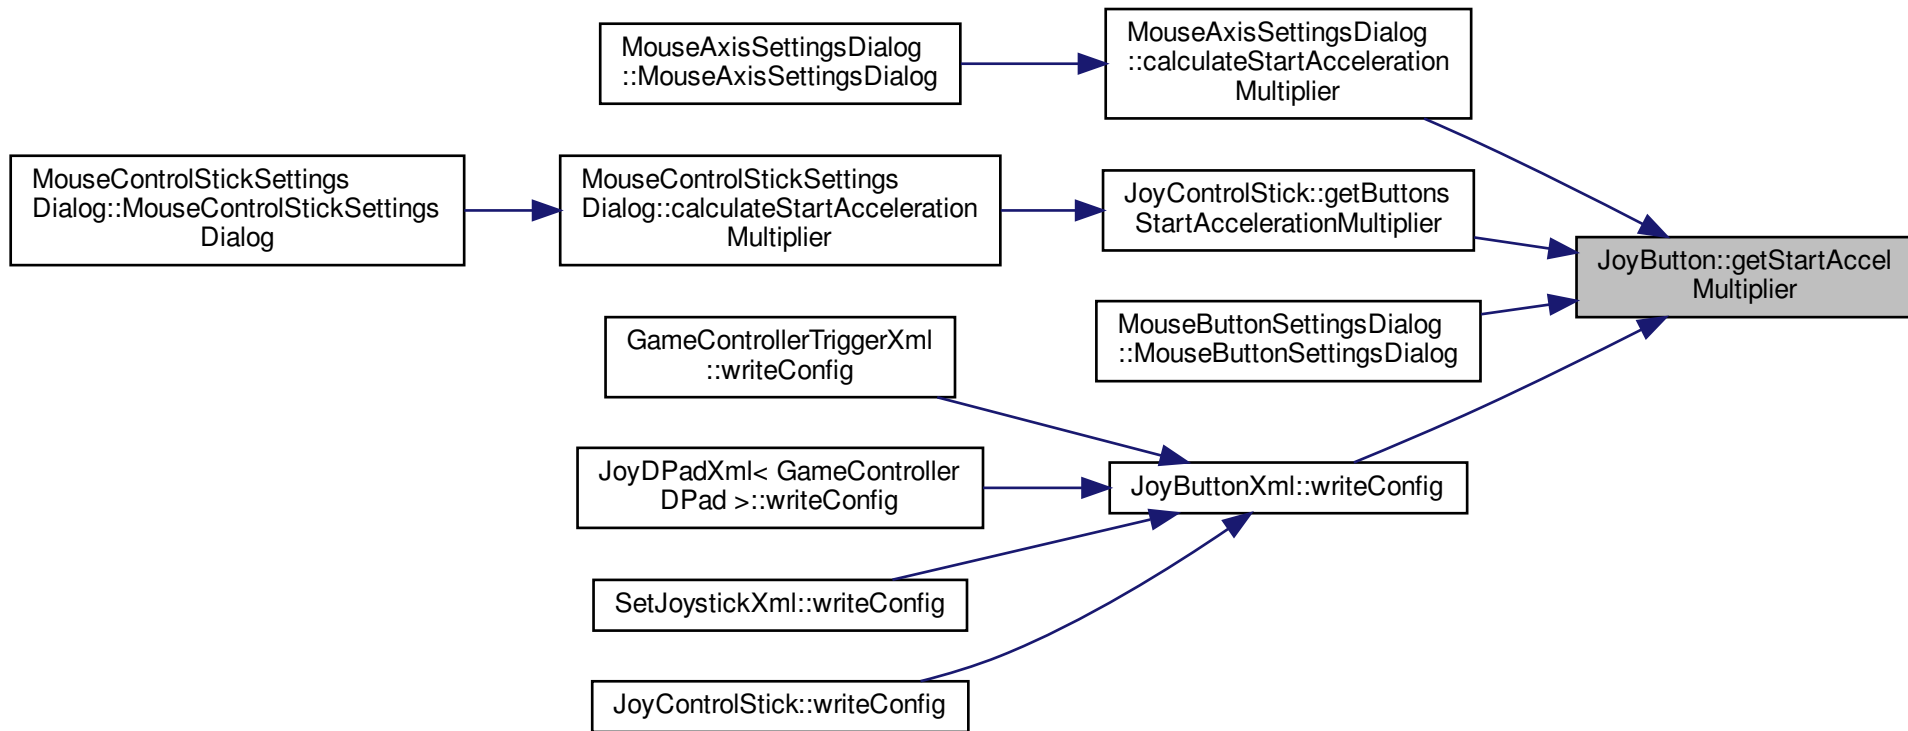 MouseAxisSettingsDialog
::MouseAxisSettingsDialog
MouseAxisSettingsDialog
::calculateStartAcceleration
Multiplier
MouseControlStickSettings
Dialog::MouseControlStickSettings
Dialog
MouseControlStickSettings
Dialog::calculateStartAcceleration
Multiplier
JoyControlStick::getButtons
StartAccelerationMultiplier
JoyButton::getStartAccel
Multiplier
MouseButtonSettingsDialog
::MouseButtonSettingsDialog
GameControllerTriggerXml
::writeConfig
JoyDPadXml< GameController
DPad >::writeConfig
JoyButtonXml::writeConfig
SetJoystickXml::writeConfig
JoyControlStick::writeConfig